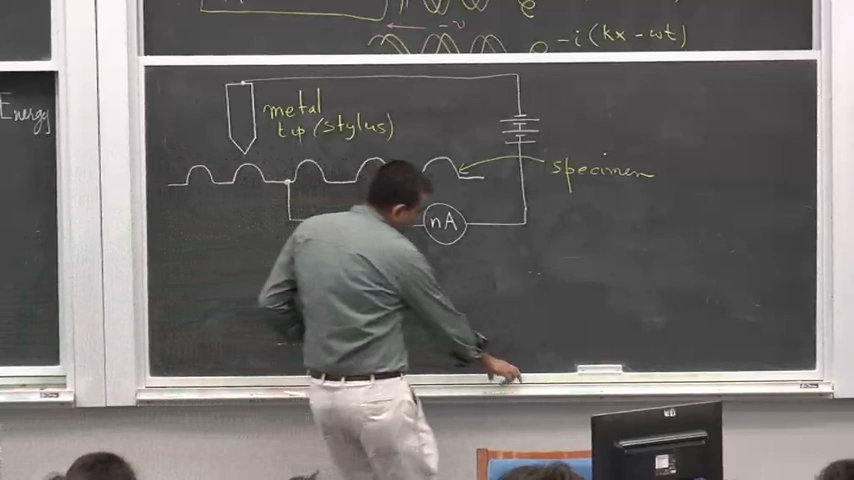 e
-v
e -i(kx-ωt)
Energy
metal
tip (stylus)
specimen
nA